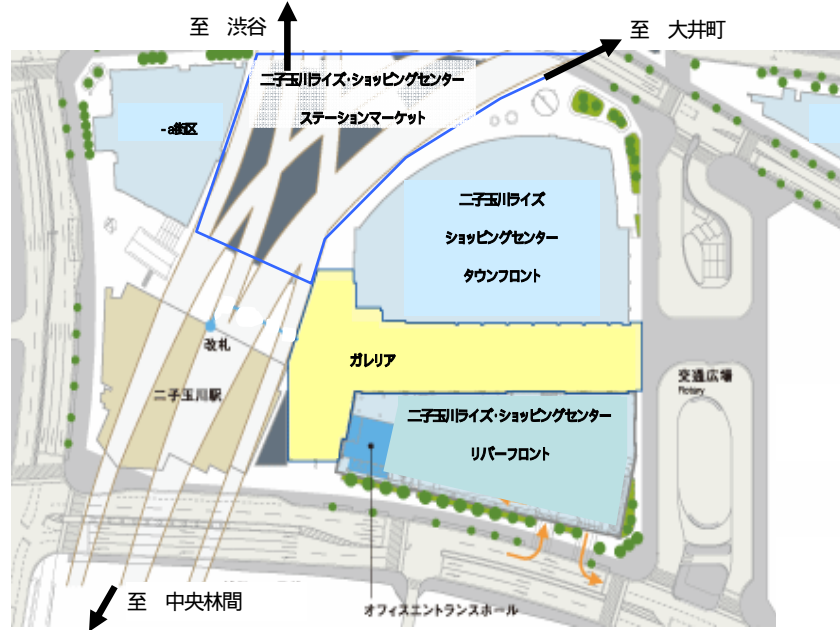 至　渋谷
至　大井町
二子玉川ライズ・ショッピングセンター
ステーションマーケット
-a街区
二子玉川ライズ
ショッピングセンター
タウンフロント
改札
ガレリア
交通広場
Rotary
二子玉川駅
二子玉川ライズ・ショッピングセンター
リバーフロント
至　中央林間
オフィスエントランスホール